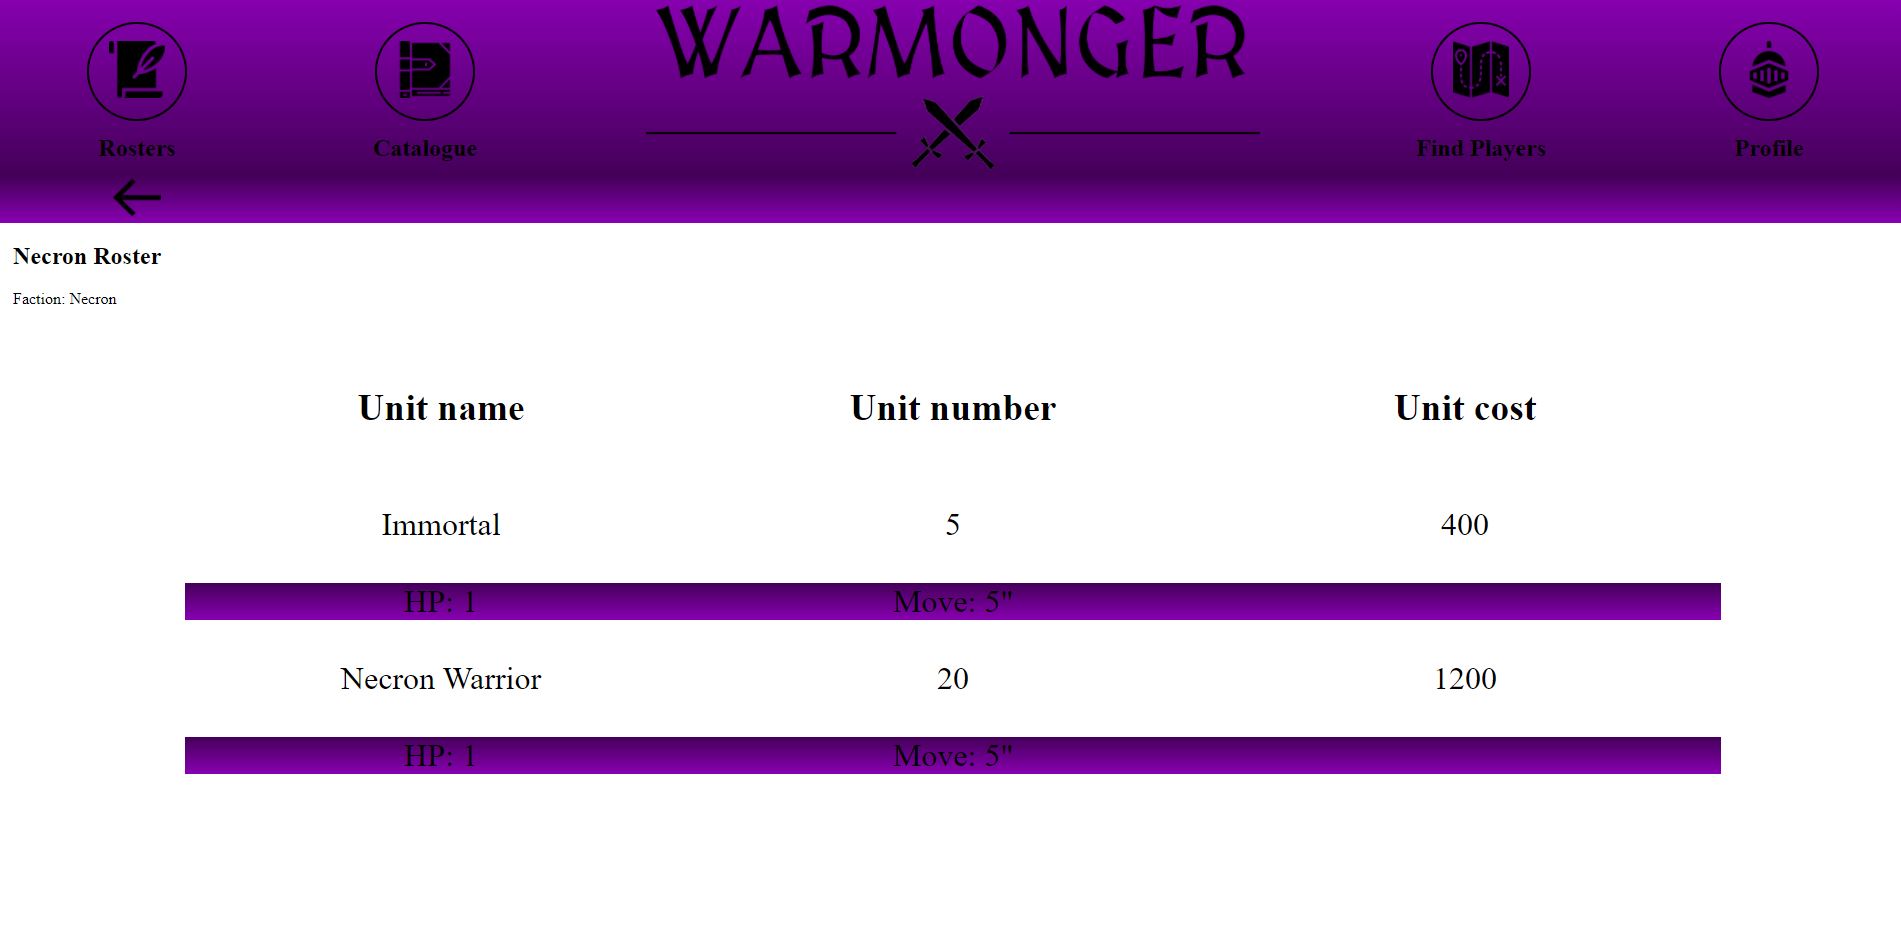 WARMONGER
Rosters
Catalogue
Find Players
Profile
Necron Roster
Faction: Necron
Unit name Unit number Unit cost
Immortal 5 400
HP: 1 Move: 5"
Necron Warrior 20 1200
HP: 1 Move: 5"